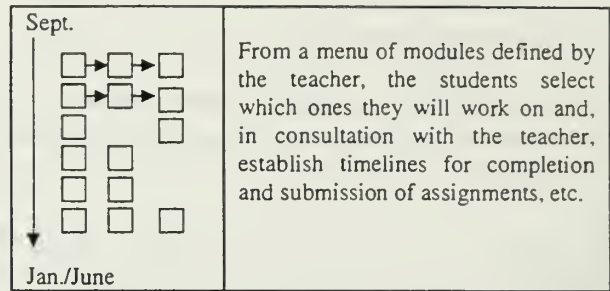 Sept.
Jan./June
From a menu of modules defined by
the teacher, the students select
which ones they will work on and,
in consultation with the teacher,
establish timelines for completion
and submission of assignments, etc.